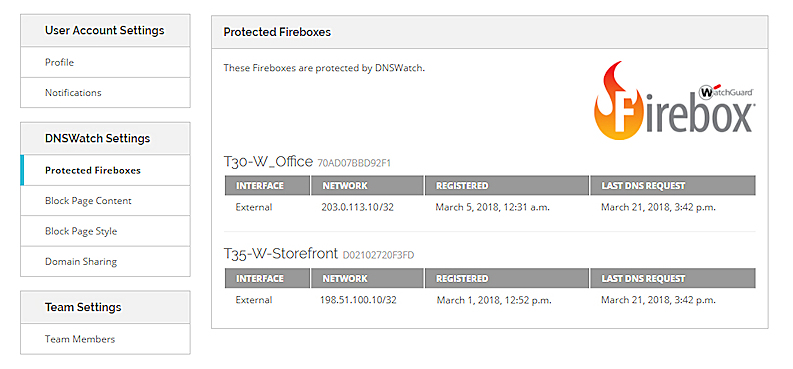 User Account Settings
Profile
Notifications
DNSWatch Settings
Protected Fireboxes
Block Page Content
Block Page Style
Domain Sharing
Team Settings
Team Members
Protected Fireboxes
These Fireboxes are protected by DNSWatch.
WatchGuard
Firebox
T30-W_Office 70AD07BBD92F1
INTERFACE NETWORK REGISTERED LAST DNS REQUEST
External 203.0.113.10/32 March 5, 2018, 12:31 a.m. March 21, 2018, 3:42 p.m.
T35-W-Storefront D02102720F3FD
INTERFACE NETWORK REGISTERED LAST DNS REQUEST
External 198.51.100.10/32 March 1, 2018, 12:52 p.m. March 21, 2018, 3:42 p.m.